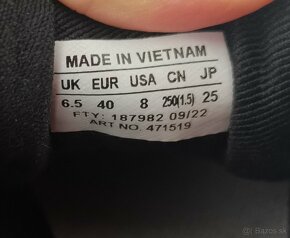 MADE IN VIETNAM
UK EUR USA CN JP
6.5 40 8 250(1.5) 25
FTY: 187982 09/22
ART NO. 471519
Bazos.sk